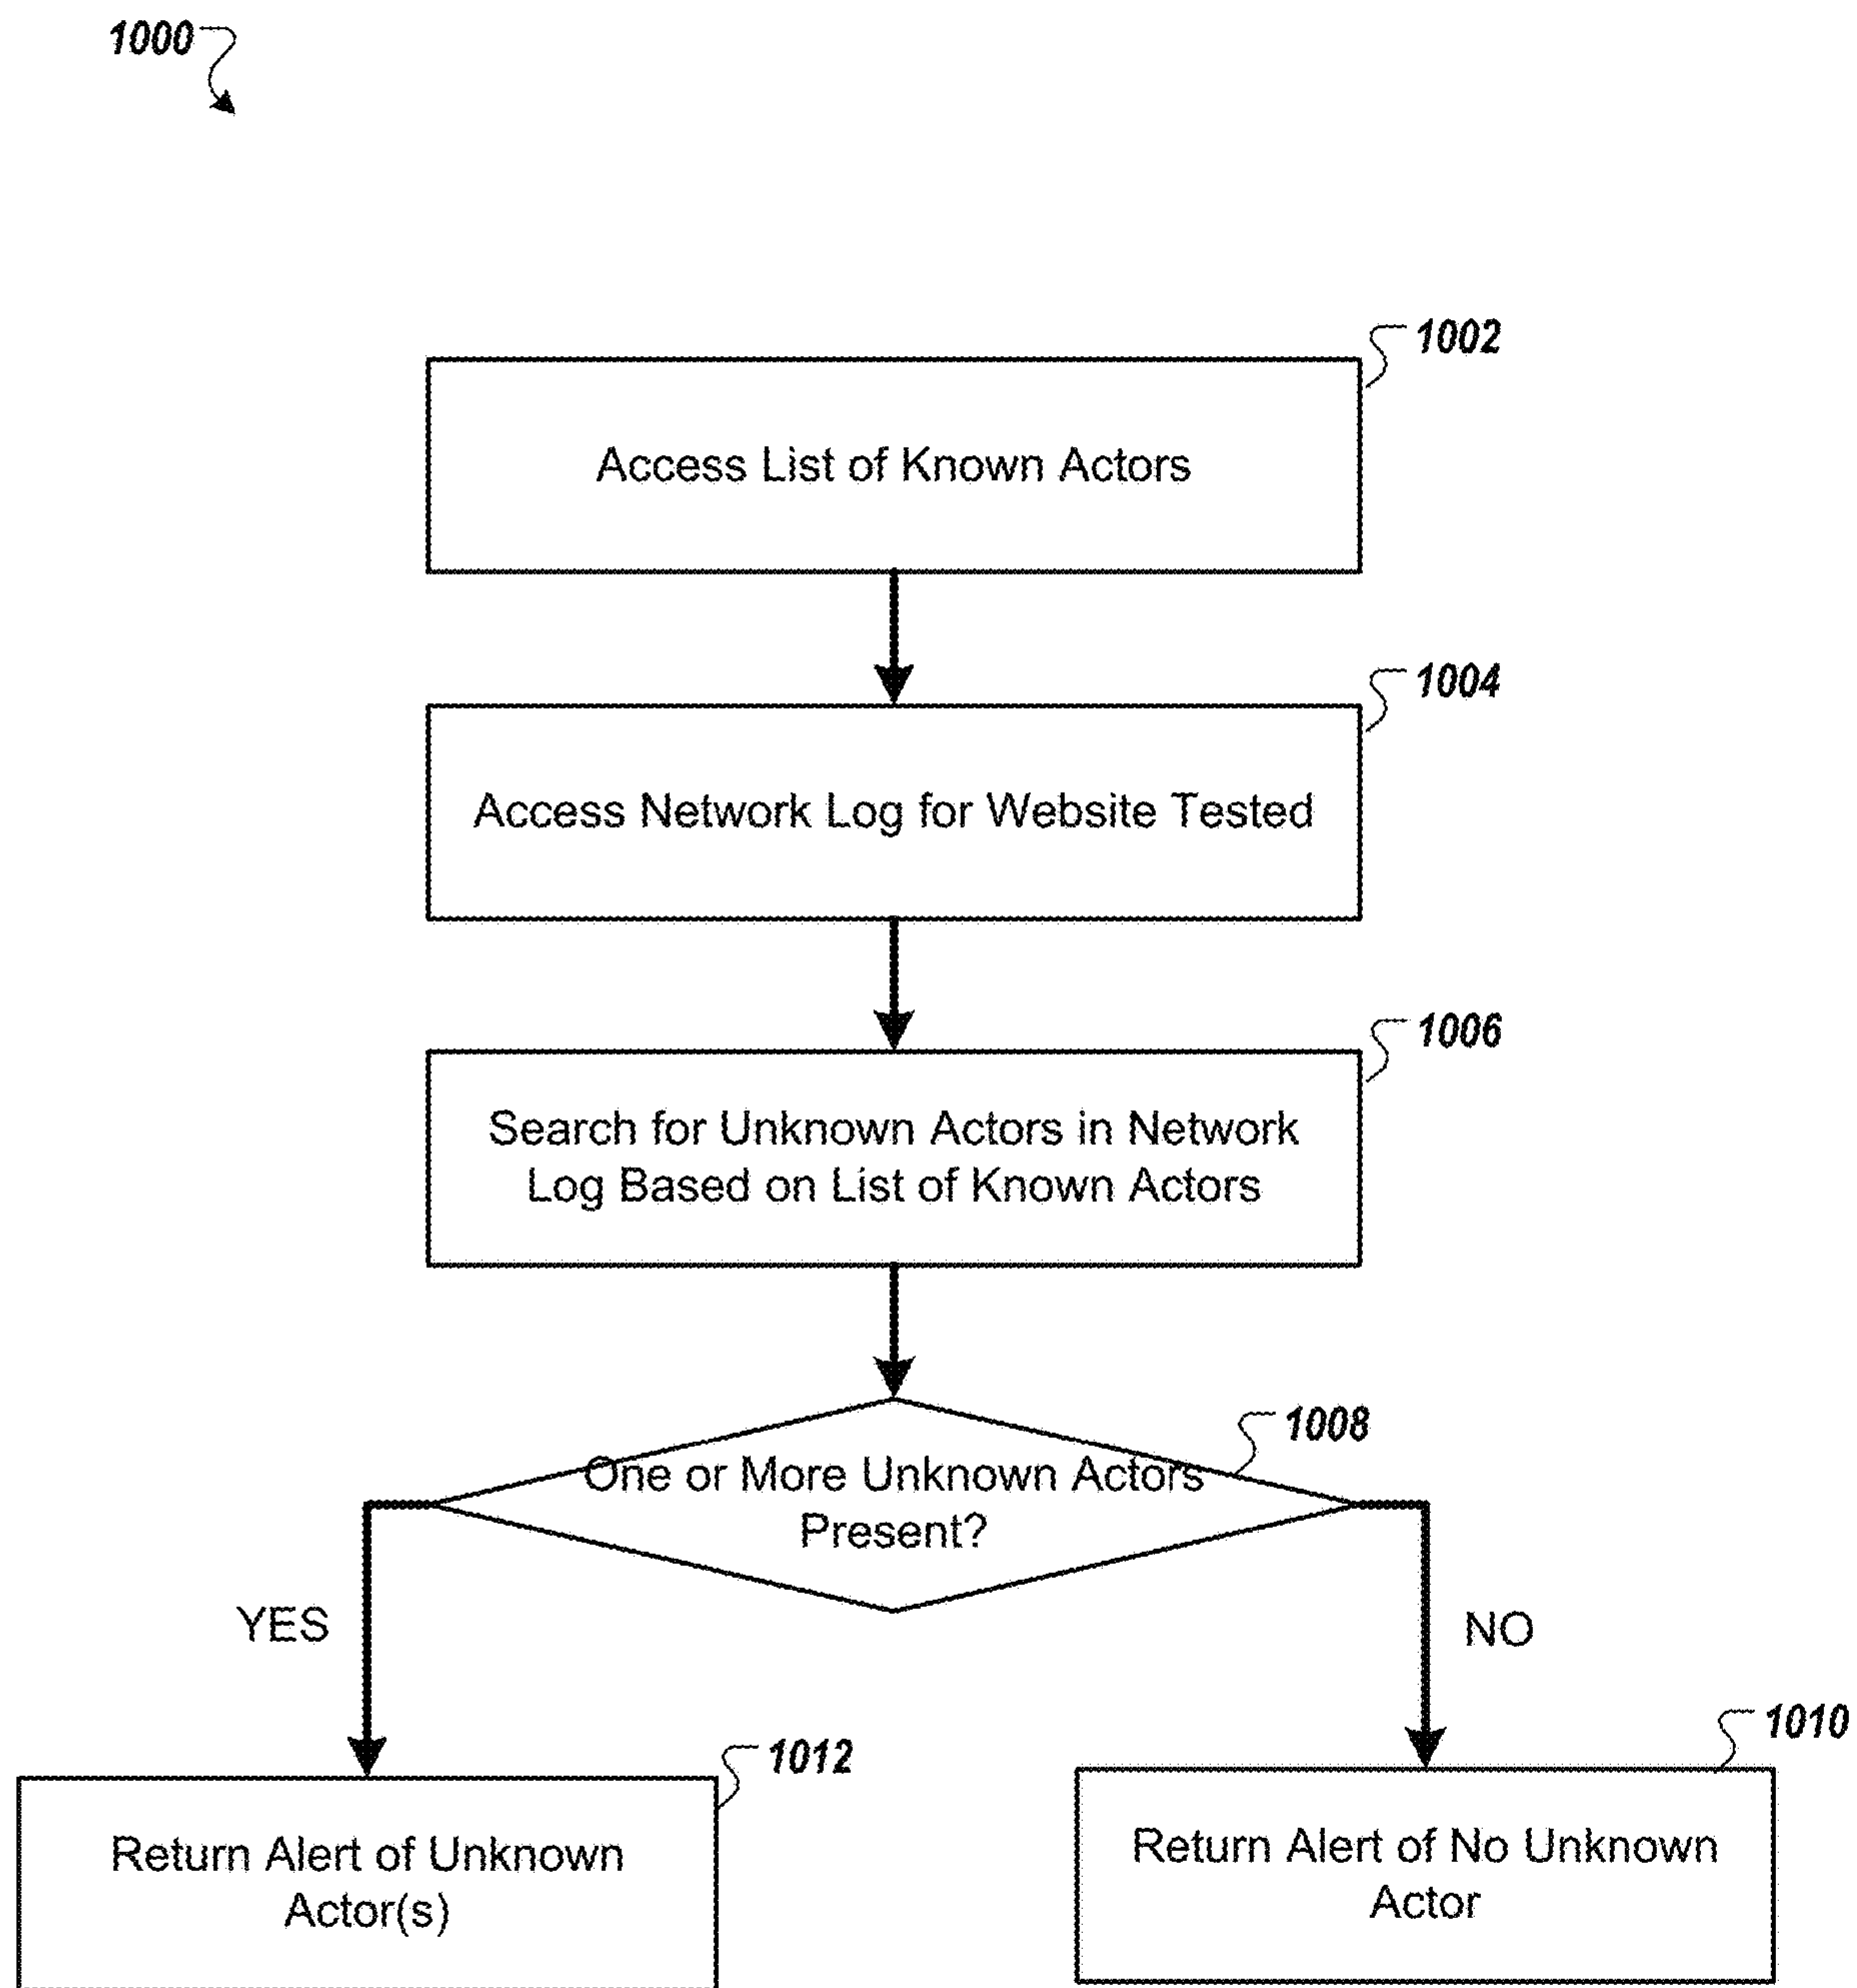 1000
1002
Access List of Known Actors
1004
Access Network Log for Website Tested
1006
Search for Unknown Actors in Network
Log Based on List of Known Actors
1008
One or More Unknown Actors
Present?
YES
NO
1012
1010
Return Alert of Unknown
Actor(s)
Return Alert of No Unknown
Actor